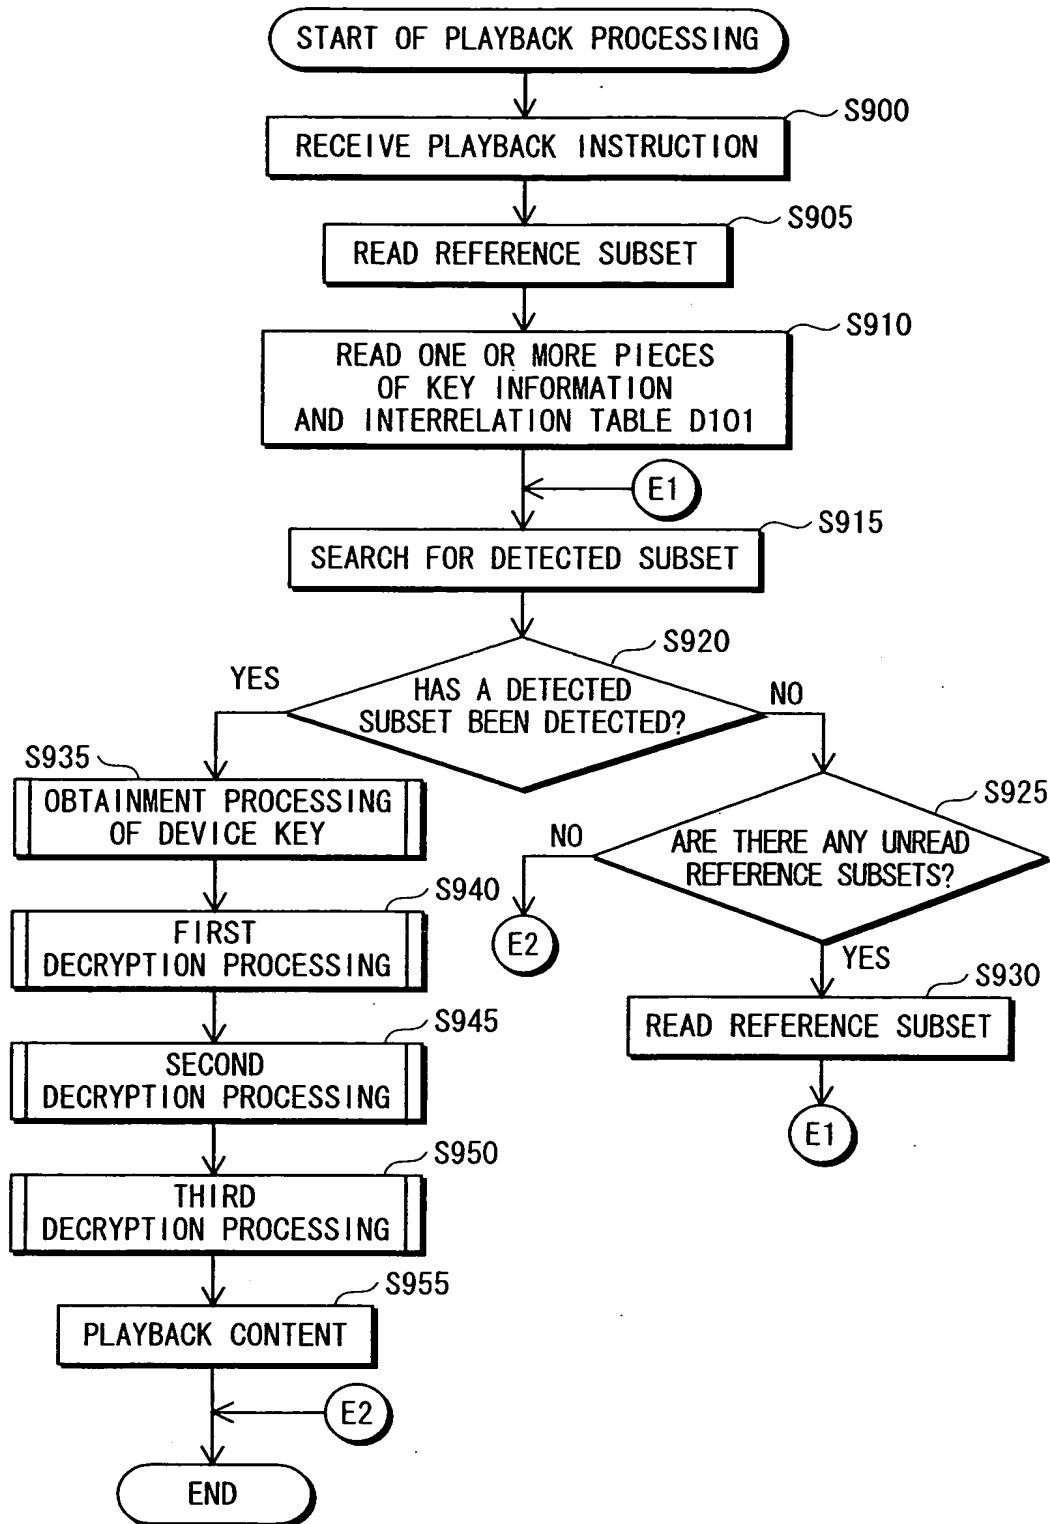 START OF PLAYBACK PROCESSING
S900
RECEIVE PLAYBACK INSTRUCTION
S905
READ REFERENCE SUBSET
S910
READ ONE OR MORE PIECES
OF KEY INFORMATION
AND INTERRELATION TABLE D101
E1
S915
SEARCH FOR DETECTED SUBSET
S920
HAS A DETECTED
SUBSET BEEN DETECTED?
YES
NO
S935
OBTAINMENT PROCESSING
OF DEVICE KEY
S925
ARE THERE ANY UNREAD
REFERENCE SUBSETS?
NO
E2
YES
S930
READ REFERENCE SUBSET
E1
S940
FIRST
DECRYPTION PROCESSING
S945
SECOND
DECRYPTION PROCESSING
S950
THIRD
DECRYPTION PROCESSING
S955
PLAYBACK CONTENT
E2
END